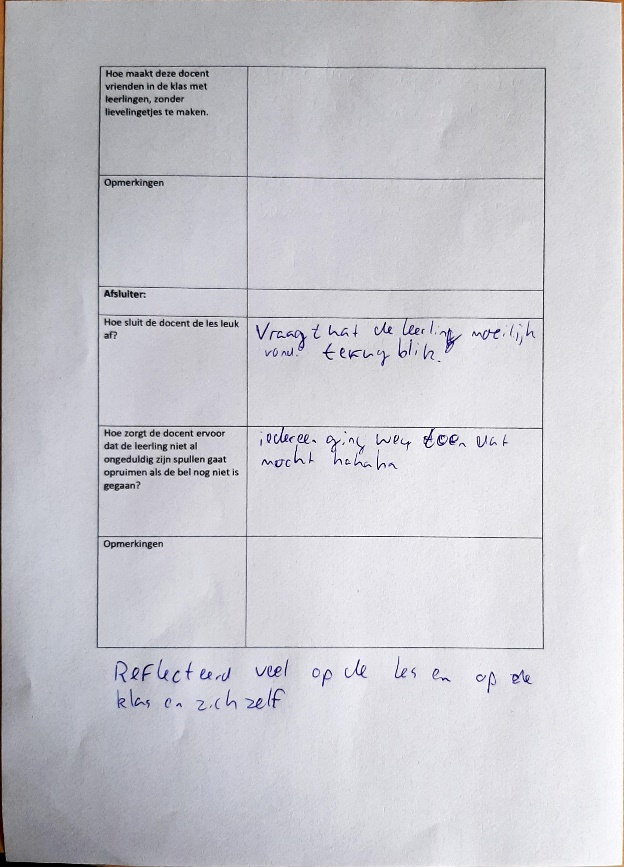 Hoe maakt deze docent
vrienden in de klas met
leerlingen, zonder
lievelingetjes te maken.
Opmerkingen
Afsluiter:
Hoe sluit de docent de les leuk
af?
Vraagt hat de leerling moeilijk
vond. terug blik.
Hoe zorgt de docent ervoor
dat de leerling niet al
ongeduldig zijn spullen gaat
opruimen als de bel nog niet is
gegaan?
iedereen ging weg toen dat
mocht hahaha
Opmerkingen
Reflecteerd veel op de les en op de
klas en zichzelf